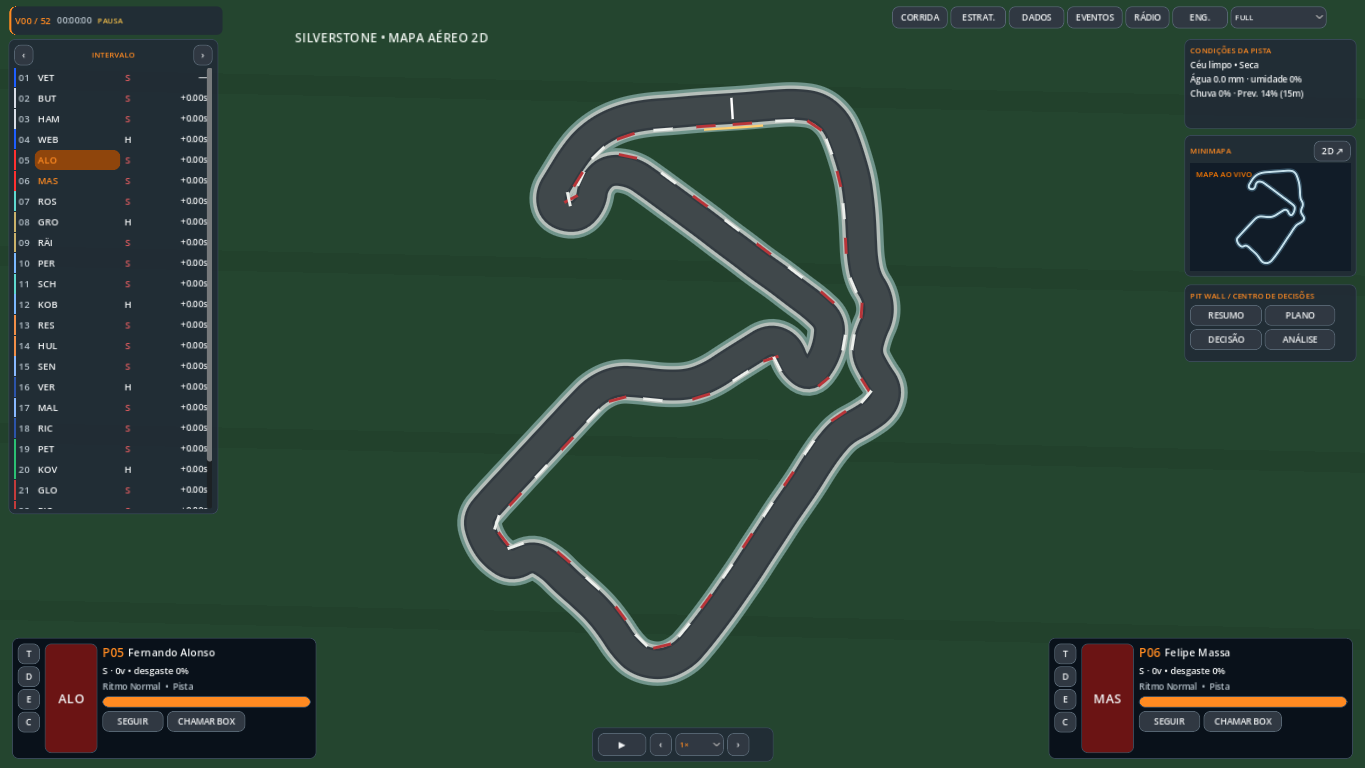 V00 / 52 00:00:00 PAUSA
CORRIDA ESTRAT. DADOS EVENTOS RÁDIO ENG. FULL
SILVERSTONE • MAPA AÉREO 2D
‹ INTERVALO ›
01 VET S —
02 BUT S +0.00s
03 HAM S +0.00s
04 WEB H +0.00s
05 ALO S +0.00s
06 MAS S +0.00s
07 ROS S +0.00s
08 GRO H +0.00s
09 RÄI S +0.00s
10 PER S +0.00s
11 SCH S +0.00s
12 KOB H +0.00s
13 RES S +0.00s
14 HUL S +0.00s
15 SEN S +0.00s
16 VER H +0.00s
17 MAL S +0.00s
18 RIC S +0.00s
19 PET S +0.00s
20 KOV H +0.00s
21 GLO S +0.00s
CONDIÇÕES DA PISTA
Céu limpo • Seca
Água 0.0 mm · umidade 0%
Chuva 0% · Prev. 14% (15m)
MINIMAPA 2D ↗
MAPA AO VIVO
PIT WALL / CENTRO DE DECISÕES
RESUMO PLANO
DECISÃO ANÁLISE
T
D
E
C
ALO
P05 Fernando Alonso
S · 0v • desgaste 0%
Ritmo Normal • Pista
SEGUIR CHAMAR BOX
▶ ‹ 1× ›
T
D
E
C
MAS
P06 Felipe Massa
S · 0v • desgaste 0%
Ritmo Normal • Pista
SEGUIR CHAMAR BOX